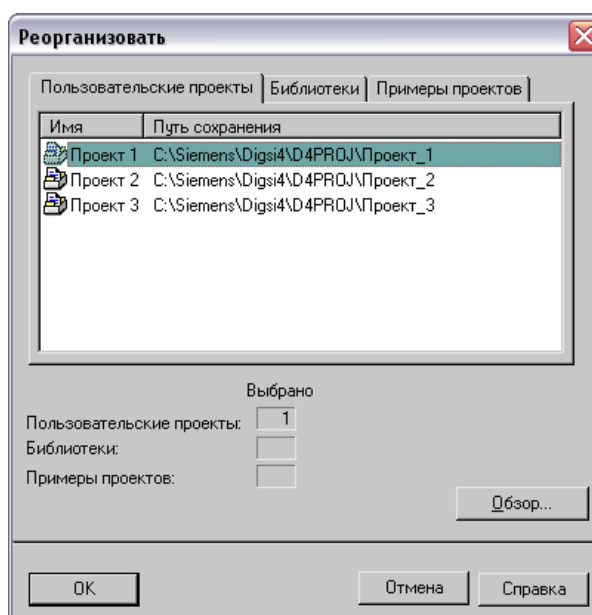 Реорганизовать
Пользовательские проекты Библиотеки Примеры проектов
Имя Путь сохранения
Проект 1 C:\Siemens\Digsi4\D4PROJ\Проект_1
Проект 2 C:\Siemens\Digsi4\D4PROJ\Проект_2
Проект 3 C:\Siemens\Digsi4\D4PROJ\Проект_3
Выбрано
Пользовательские проекты: 1
Библиотеки:
Примеры проектов:
Обзор...
OK Отмена Справка